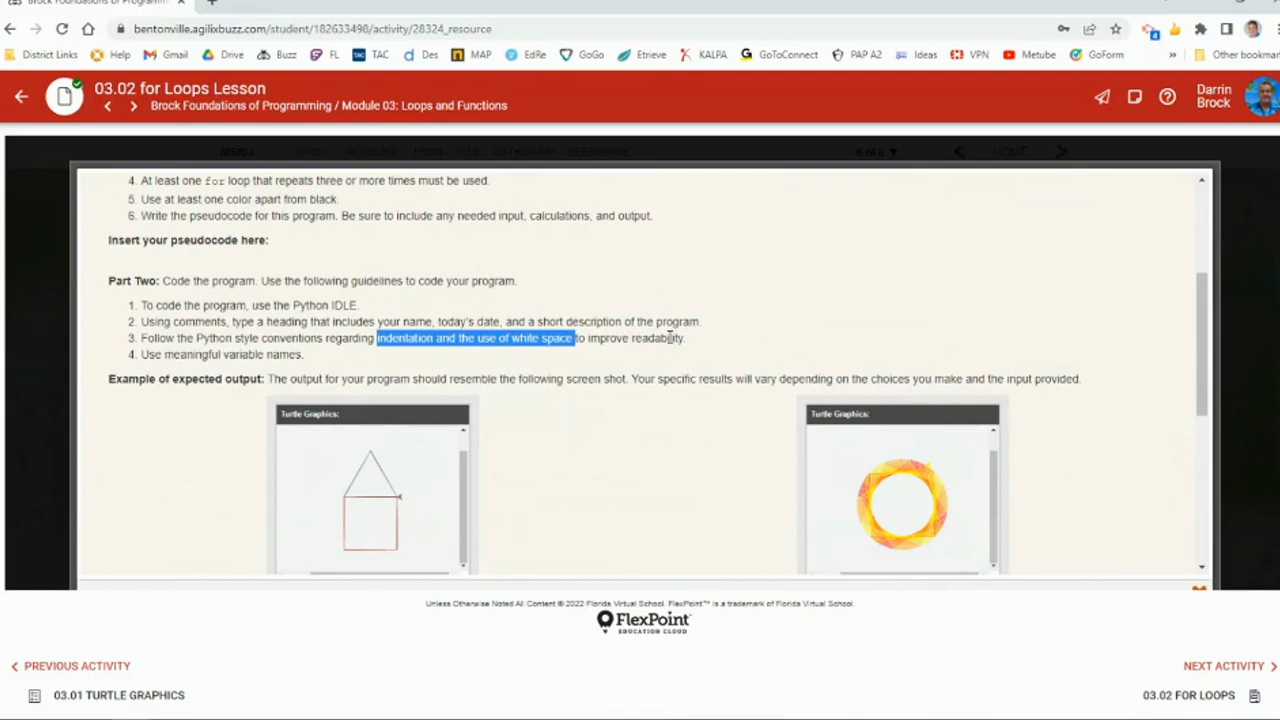 Brock Foundations of Programm
bentonville.agilixbuzz.com/student/182633498/activity/28324_resource
District Links Help Gmail Drive Buzz FL TAC Des MAP EdRe GoGo Etrieve KALPA GoToConnect PAP A2 Ideas VPN Metube GoForm » Other bookmar
03.02 for Loops Lesson
Brock Foundations of Programming / Module 03: Loops and Functions
Darrin
Brock
MENU
HOME
4. At least one for loop that repeats three or more times must be used.
5. Use at least one color apart from black.
6. Write the pseudocode for this program. Be sure to include any needed input, calculations, and output.
Insert your pseudocode here:
Part Two: Code the program. Use the following guidelines to code your program.
1. To code the program, use the Python IDLE.
2. Using comments, type a heading that includes your name, today's date, and a short description of the program.
3. Follow the Python style conventions regarding indentation and the use of white space to improve readability.
4. Use meaningful variable names.
Example of expected output: The output for your program should resemble the following screen shot. Your specific results will vary depending on the choices you make and the input provided.
Turtle Graphics:
Turtle Graphics:
Unless Otherwise Noted All Content © 2022 Florida Virtual School. FlexPoint™ is a trademark of Florida Virtual School.
FlexPoint
EDUCATION CLOUD
PREVIOUS ACTIVITY
NEXT ACTIVITY
03.01 TURTLE GRAPHICS
03.02 FOR LOOPS